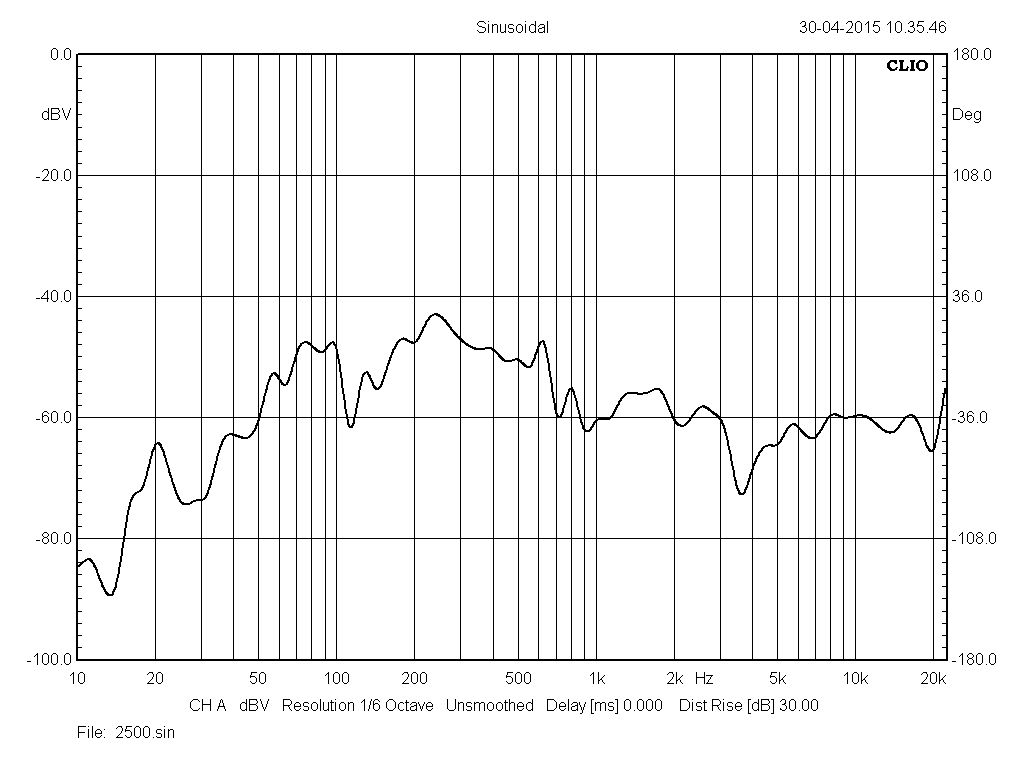 Sinusoidal 30-04-2015 10.35.46
0.0 180.0
CLIO
dBV Deg
-20.0 108.0
-40.0 36.0
-60.0 -36.0
-80.0 -108.0
-100.0 -180.0
10 20 50 100 200 500 1k 2k Hz 5k 10k 20k
CH A dBV Resolution 1/6 Octave Unsmoothed Delay [ms] 0.000 Dist Rise [dB] 30.00
File: 2500.sin